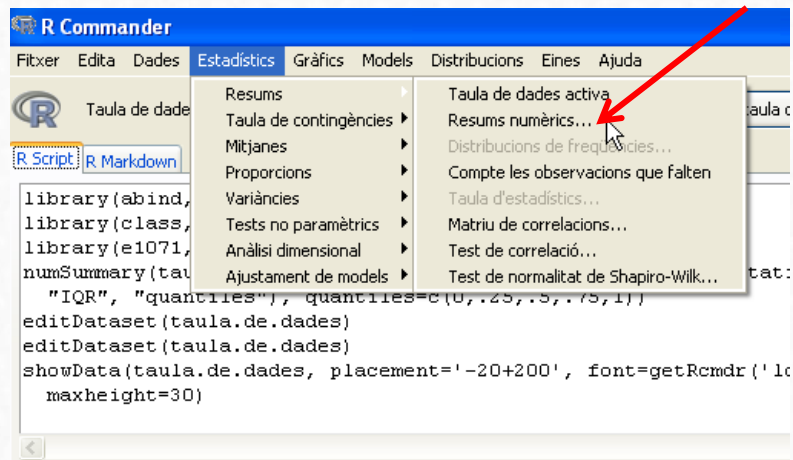 R Commander
Fitxer Edita Dades Estadístics Gràfics Models Distribucions Eines Ajuda
Taula de dade
R Script R Markdown
Resums
Taula de contingències
Mitjanes
Proporcions
Variàncies
Tests no paramètrics
Anàlisi dimensional
Ajustament de models
Taula de dades activa
Resums numèrics...
Distribucions de freqüències...
Compte les observacions que falten
Taula d'estadístics...
Matriu de correlacions...
Test de correlació...
Test de normalitat de Shapiro-Wilk...
library(abind,
library(class,
library(e1071,
numSummary(tau
"IQR", "quantiles"), quantiles=c(0,.25,.5,.75,1))
editDataset(taula.de.dades)
editDataset(taula.de.dades)
showData(taula.de.dades, placement='-20+200', font=getRcmdr('lo
maxheight=30)